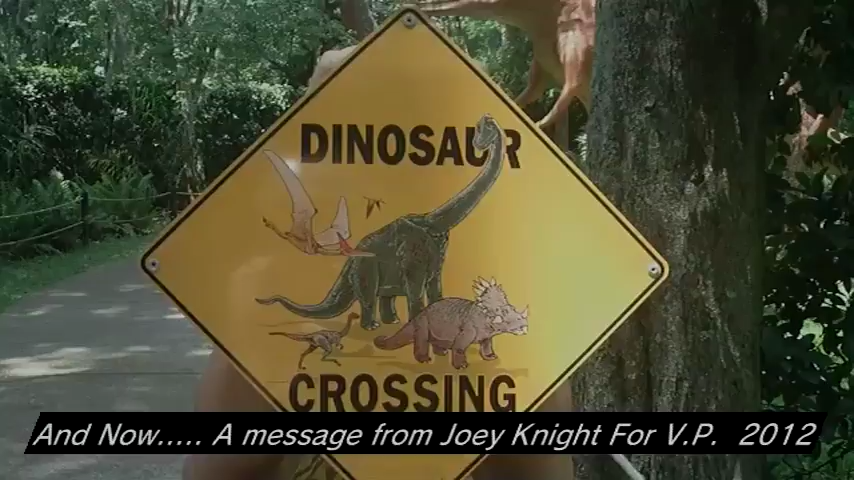 DINOSAUR
CROSSING
And Now..... A message from Joey Knight For V.P. 2012